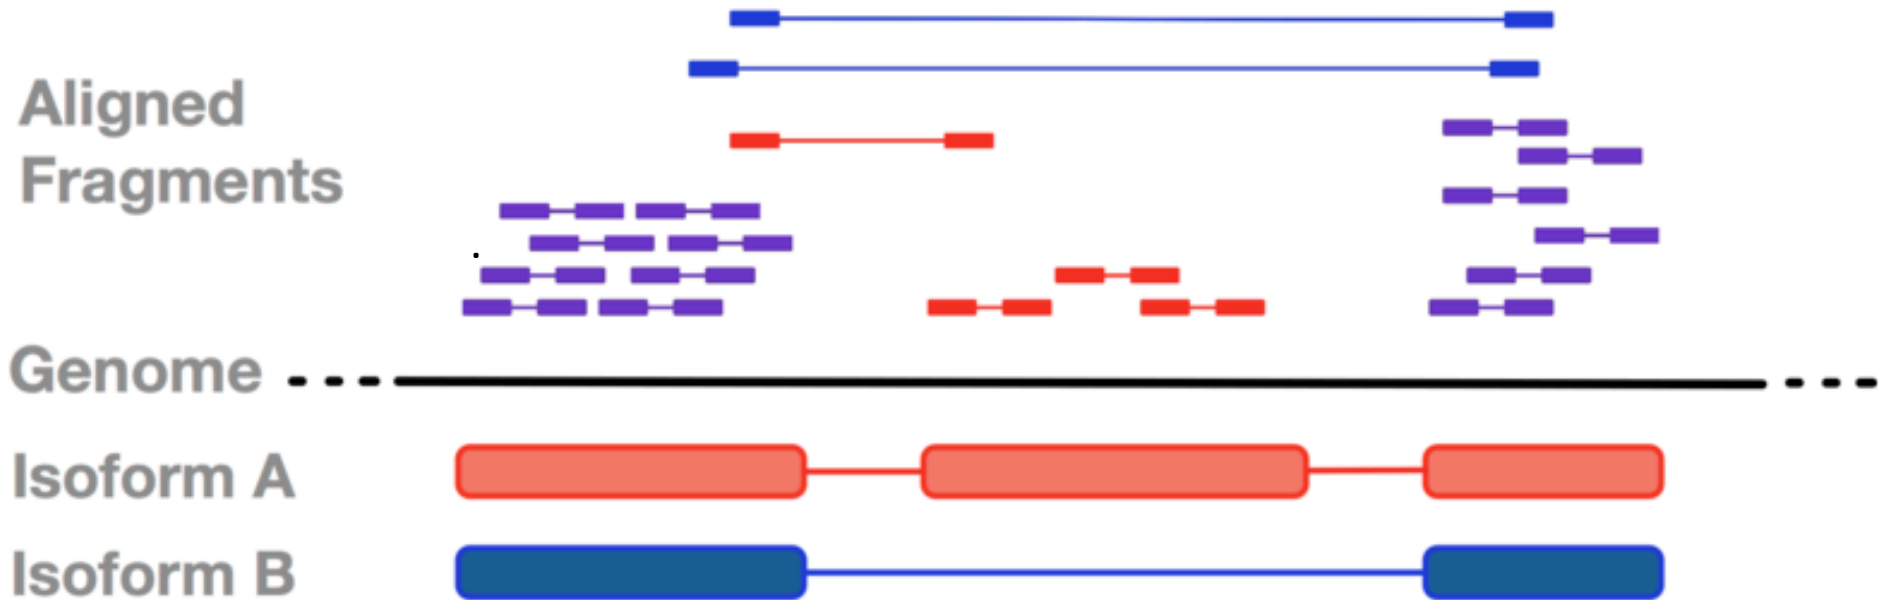 Aligned
Fragments
Genome
Isoform A
Isoform B